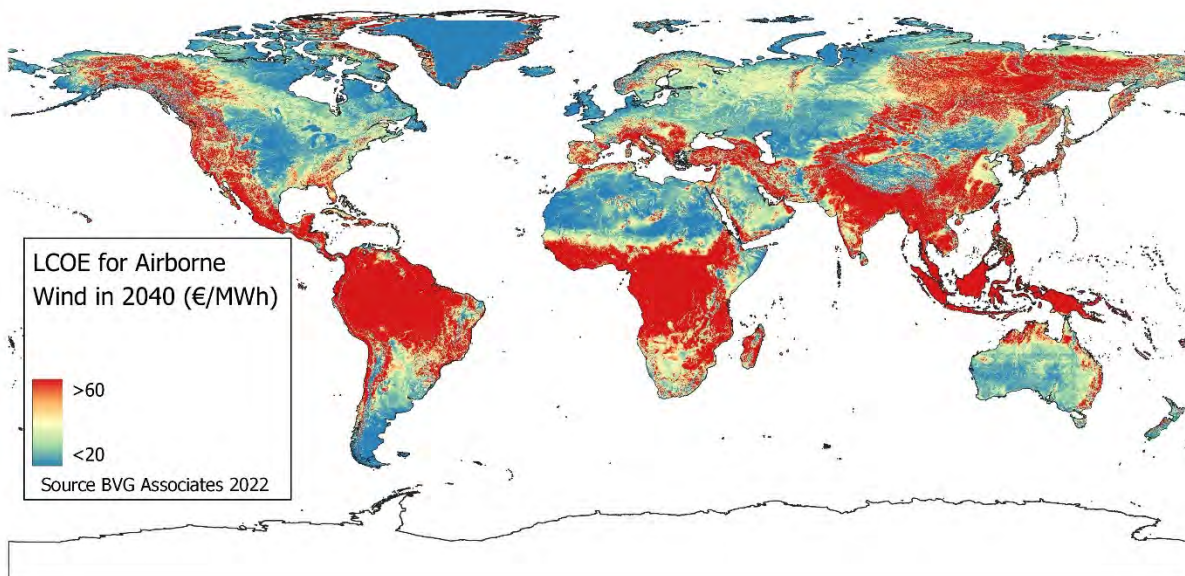 LCOE for Airborne
Wind in 2040 (€/MWh)
>60
<20
Source BVG Associates 2022